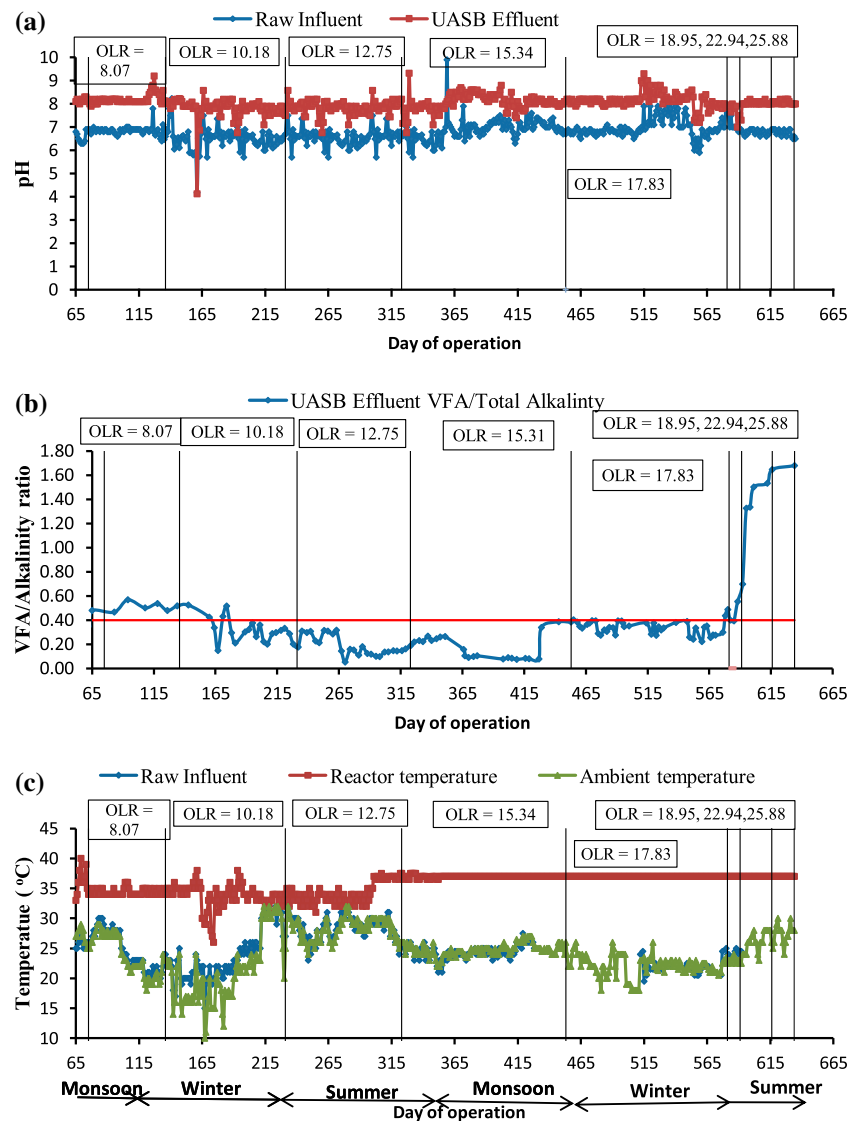 (a)
Raw Influent UASB Effluent
OLR = 8.07
OLR = 10.18
OLR = 12.75
OLR = 15.34
OLR = 18.95, 22.94,25.88
OLR = 17.83
pH
10
9
8
7
6
5
4
3
2
1
0
65 115 165 215 265 315 365 415 465 515 565 615 665
Day of operation
(b)
UASB Effluent VFA/Total Alkalinty
OLR = 8.07
OLR = 10.18
OLR = 12.75
OLR = 15.31
OLR = 18.95, 22.94,25.88
OLR = 17.83
VFA/Alkalinity ratio
1.80
1.60
1.40
1.20
1.00
0.80
0.60
0.40
0.20
0.00
65 115 165 215 265 315 365 415 465 515 565 615 665
Day of operation
(c)
Raw Influent Reactor temperature Ambient temperature
OLR =
8.07
OLR = 10.18
OLR = 12.75
OLR = 15.34
OLR = 18.95, 22.94,25.88
OLR = 17.83
Temperatue ( °C)
45
40
35
30
25
20
15
10
65 115 165 215 265 315 365 415 465 515 565 615 665
Monsoon Winter Summer Monsoon Winter Summer
Day of operation